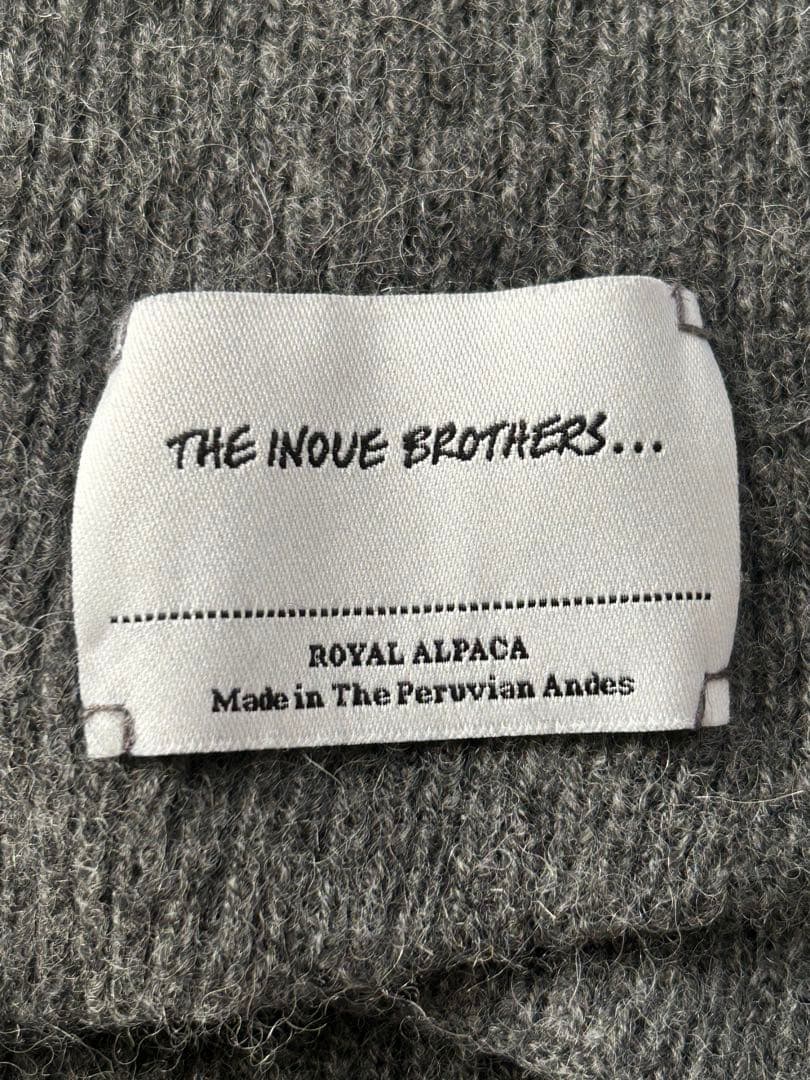 THE INOUE BROTHERS...
ROYAL ALPACA
Made in The Peruvian Andes